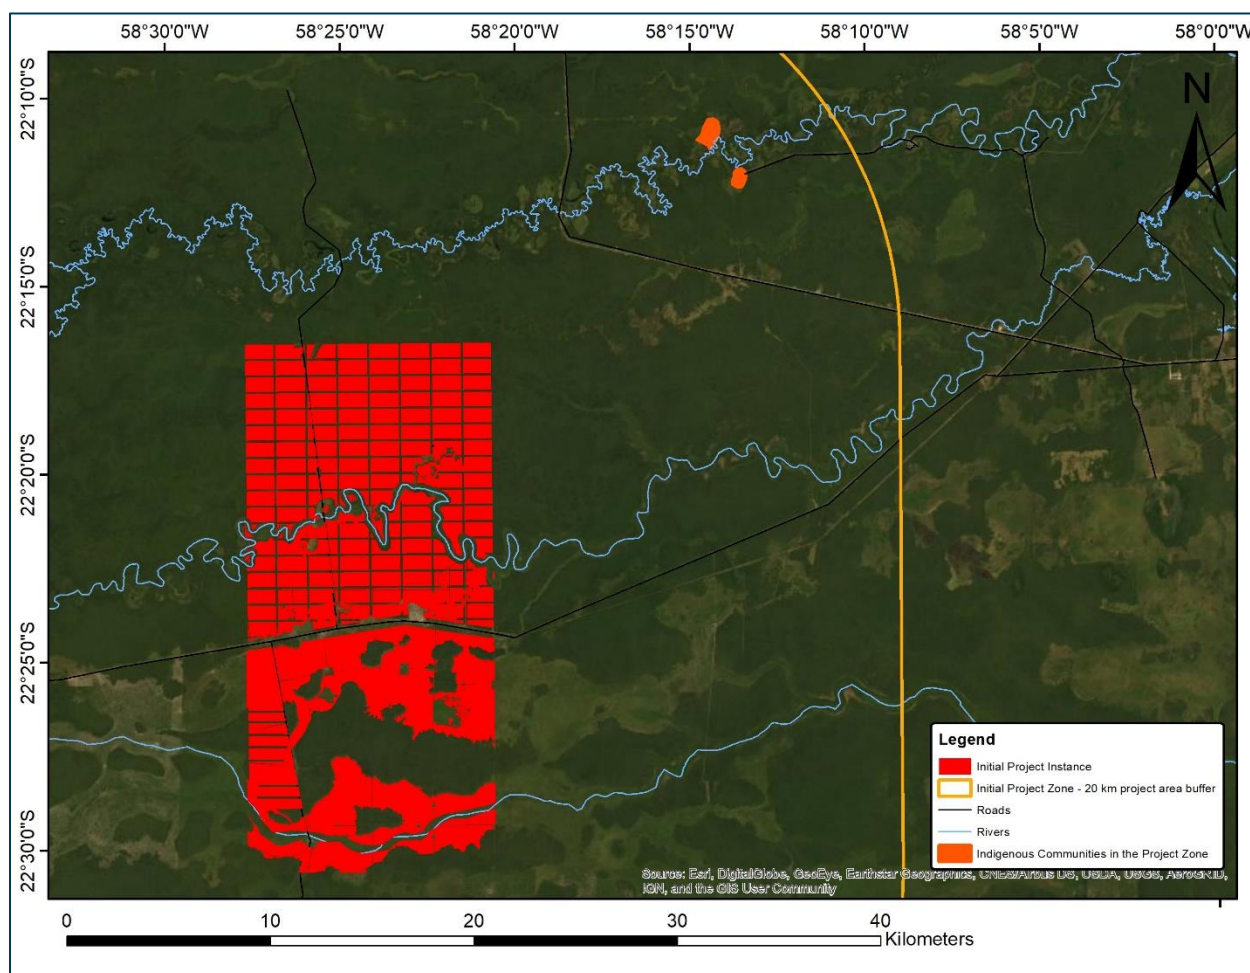 58°30'0"W 58°25'0"W 58°20'0"W 58°15'0"W 58°10'0"W 58°5'0"W 58°0'0"W
22°10'0"S
22°15'0"S
22°20'0"S
22°25'0"S
22°30'0"S
N
Legend
Initial Project Instance
Initial Project Zone - 20 km project area buffer
Roads
Rivers
Indigenous Communities in the Project Zone
Source: Esri, DigitalGlobe, GeoEye, Earthstar Geographics, CNES/Airbus DS, USDA, USGS, AeroGRID,
IGN, and the GIS User Community
0 10 20 30 40
Kilometers